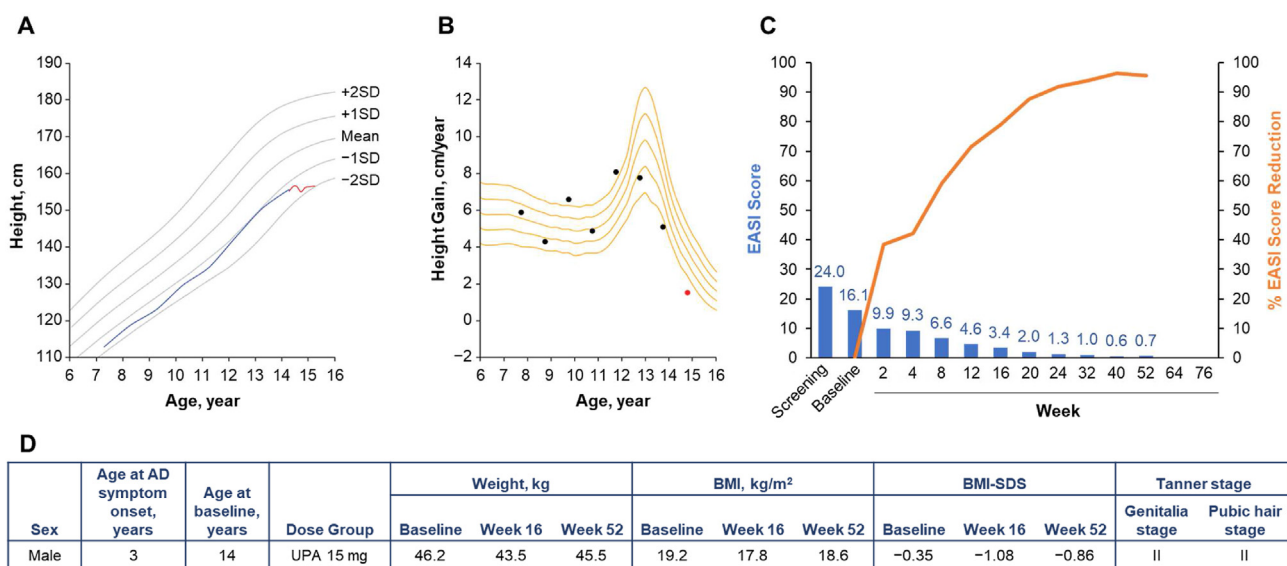 A
190
180
170
160
150
140
130
120
110
Height, cm
6 7 8 9 10 11 12 13 14 15 16
Age, year
+2SD
+1SD
Mean
−1SD
−2SD
B
14
12
10
8
6
4
2
0
−2
Height Gain, cm/year
6 7 8 9 10 11 12 13 14 15 16
Age, year
C
100
90
80
70
60
50
40
30
20
10
0
EASI Score
24.0
16.1
9.9
9.3
6.6
4.6
3.4
2.0
1.3
1.0
0.6
0.7
Screening
Baseline
2 4 8 12 16 20 24 32 40 52 64 76
Week
100
90
80
70
60
50
40
30
20
10
0
% EASI Score Reduction
D
Sex
Age at AD
symptom
onset,
years
Age at
baseline,
years
Dose Group
Weight, kg
Baseline Week 16 Week 52
BMI, kg/m²
Baseline Week 16 Week 52
BMI-SDS
Baseline Week 16 Week 52
Tanner stage
Genitalia
stage
Pubic hair
stage
Male 3 14 UPA 15 mg 46.2 43.5 45.5 19.2 17.8 18.6 −0.35 −1.08 −0.86 II II